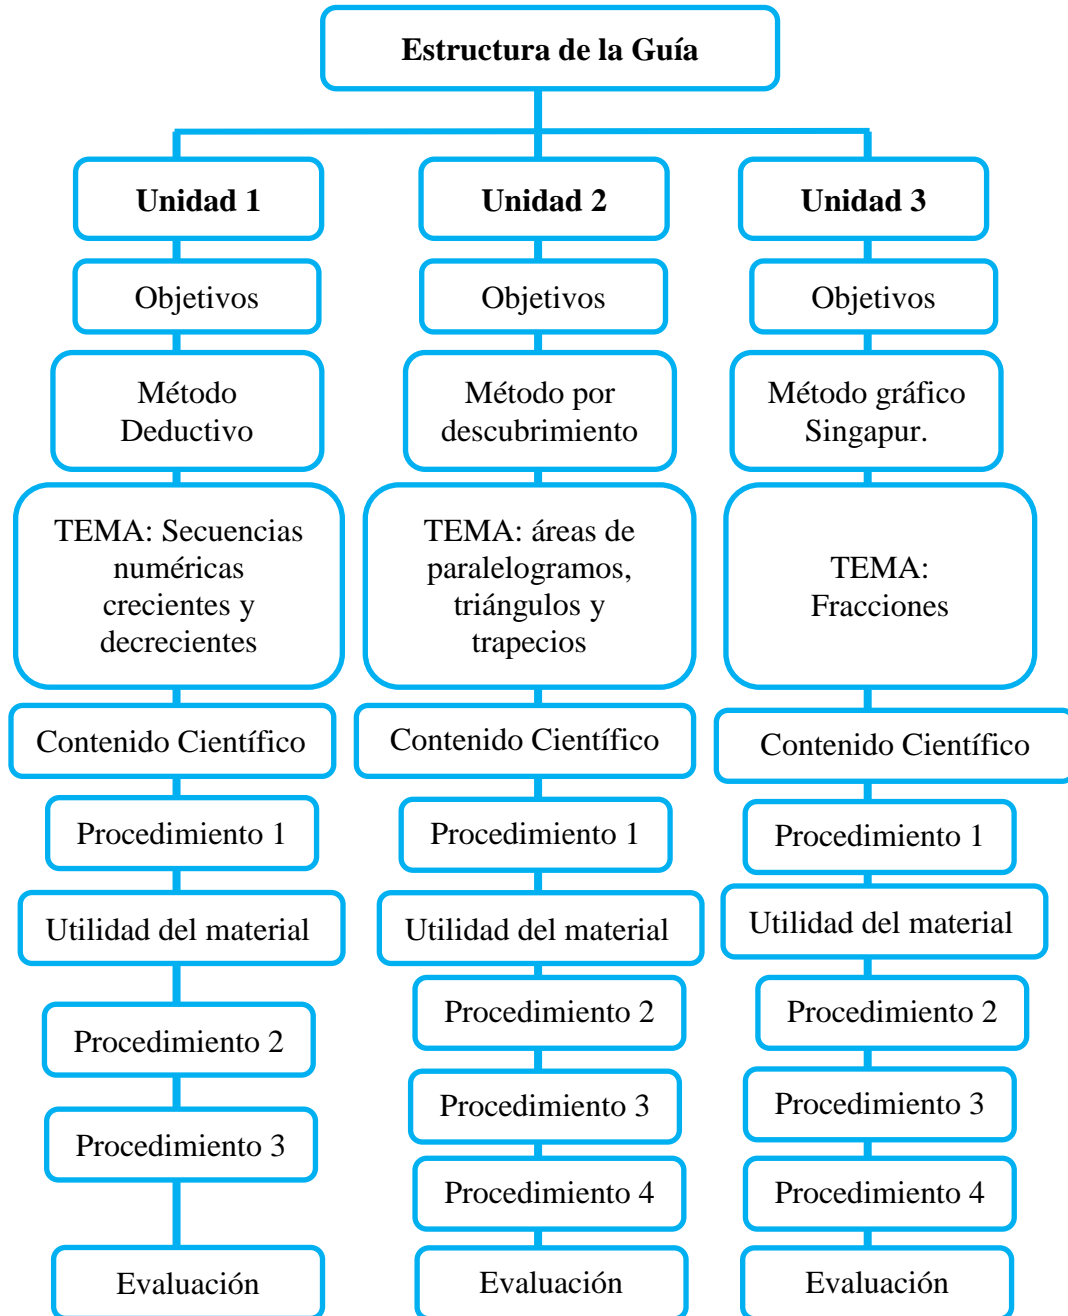 Estructura de la Guía
Unidad 1
Objetivos
Método
Deductivo
TEMA: Secuencias
numéricas
crecientes y
decrecientes
Contenido Científico
Procedimiento 1
Utilidad del material
Procedimiento 2
Procedimiento 3
Evaluación
Unidad 2
Objetivos
Método por
descubrimiento
TEMA: áreas de
paralelogramos,
triángulos y
trapecios
Contenido Científico
Procedimiento 1
Utilidad del material
Procedimiento 2
Procedimiento 3
Procedimiento 4
Evaluación
Unidad 3
Objetivos
Método gráfico
Singapur.
TEMA:
Fracciones
Contenido Científico
Procedimiento 1
Utilidad del material
Procedimiento 2
Procedimiento 3
Procedimiento 4
Evaluación